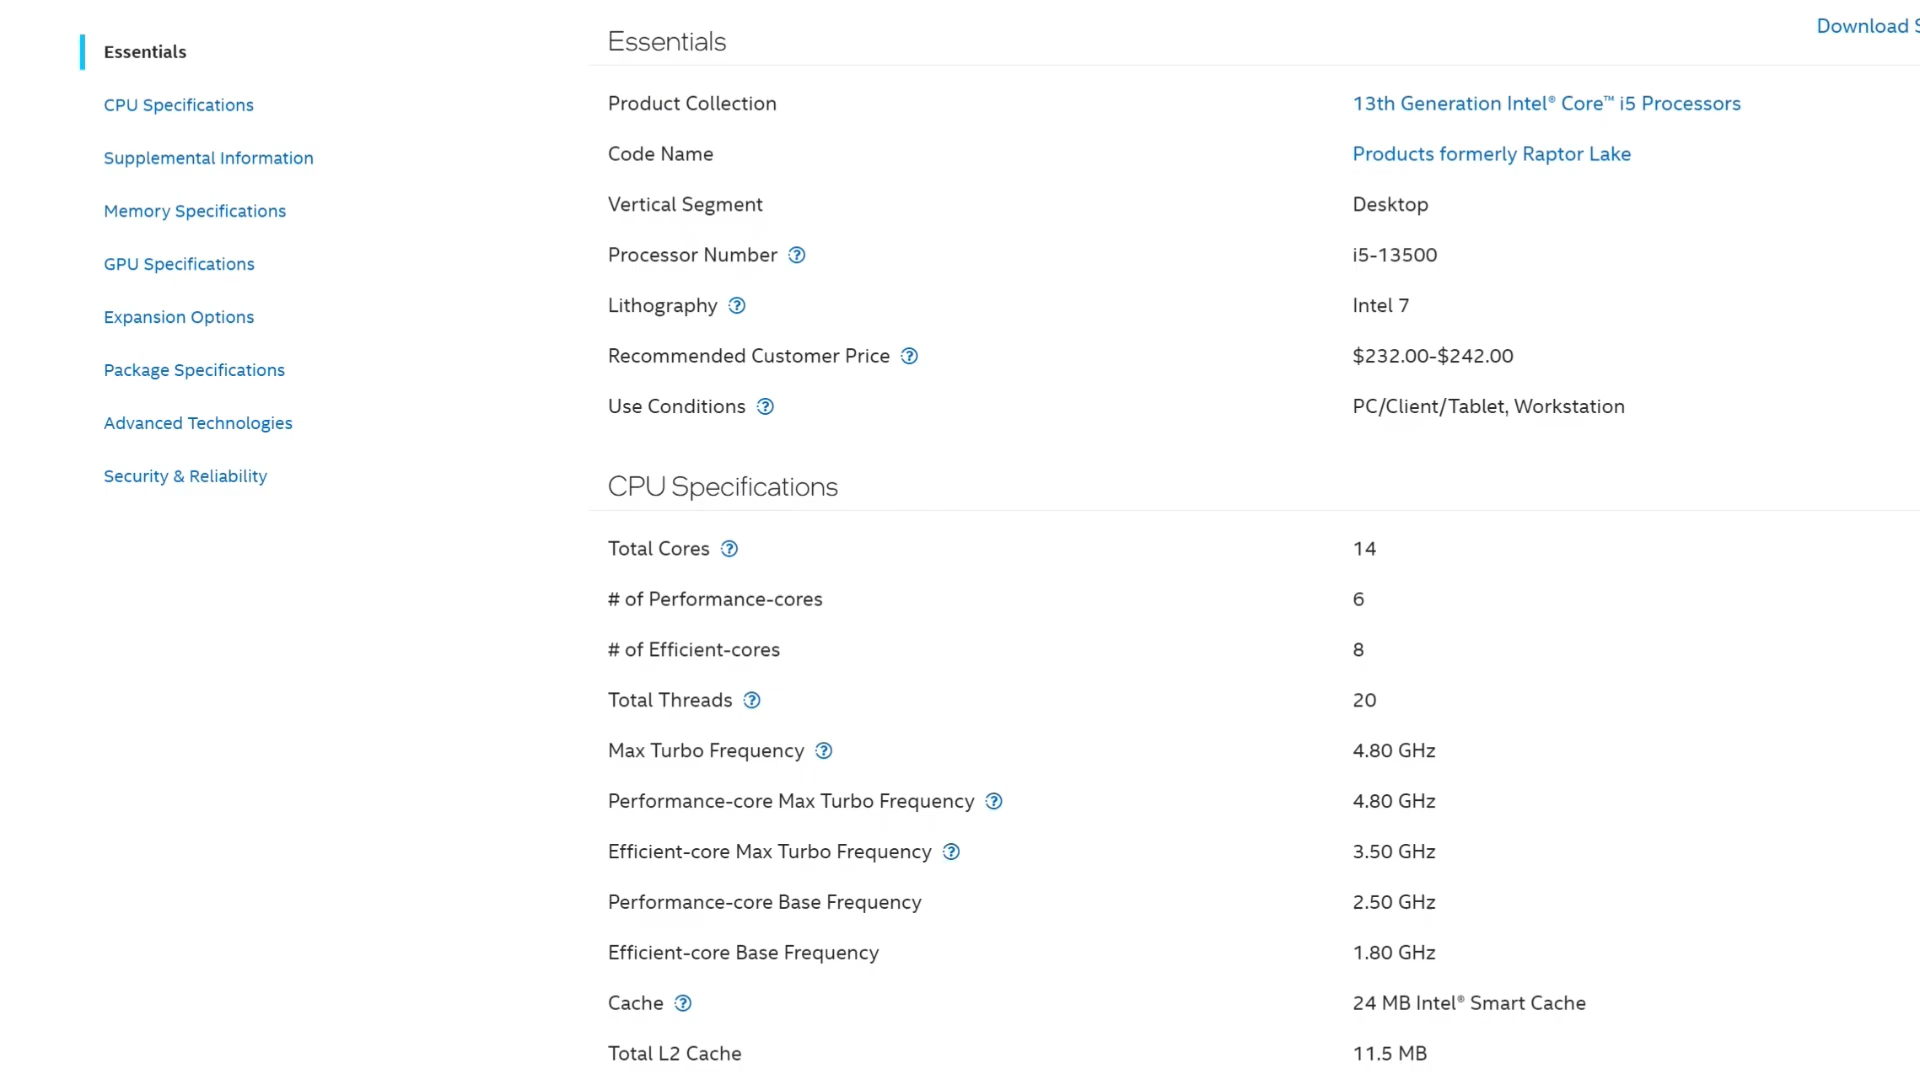 Essentials
CPU Specifications
Supplemental Information
Memory Specifications
GPU Specifications
Expansion Options
Package Specifications
Advanced Technologies
Security & Reliability
Download
Essentials
Product Collection 13th Generation Intel® Core™ i5 Processors
Code Name Products formerly Raptor Lake
Vertical Segment Desktop
Processor Number ? i5-13500
Lithography ? Intel 7
Recommended Customer Price ? $232.00-$242.00
Use Conditions ? PC/Client/Tablet, Workstation
CPU Specifications
Total Cores ? 14
# of Performance-cores 6
# of Efficient-cores 8
Total Threads ? 20
Max Turbo Frequency ? 4.80 GHz
Performance-core Max Turbo Frequency ? 4.80 GHz
Efficient-core Max Turbo Frequency ? 3.50 GHz
Performance-core Base Frequency 2.50 GHz
Efficient-core Base Frequency 1.80 GHz
Cache ? 24 MB Intel® Smart Cache
Total L2 Cache 11.5 MB